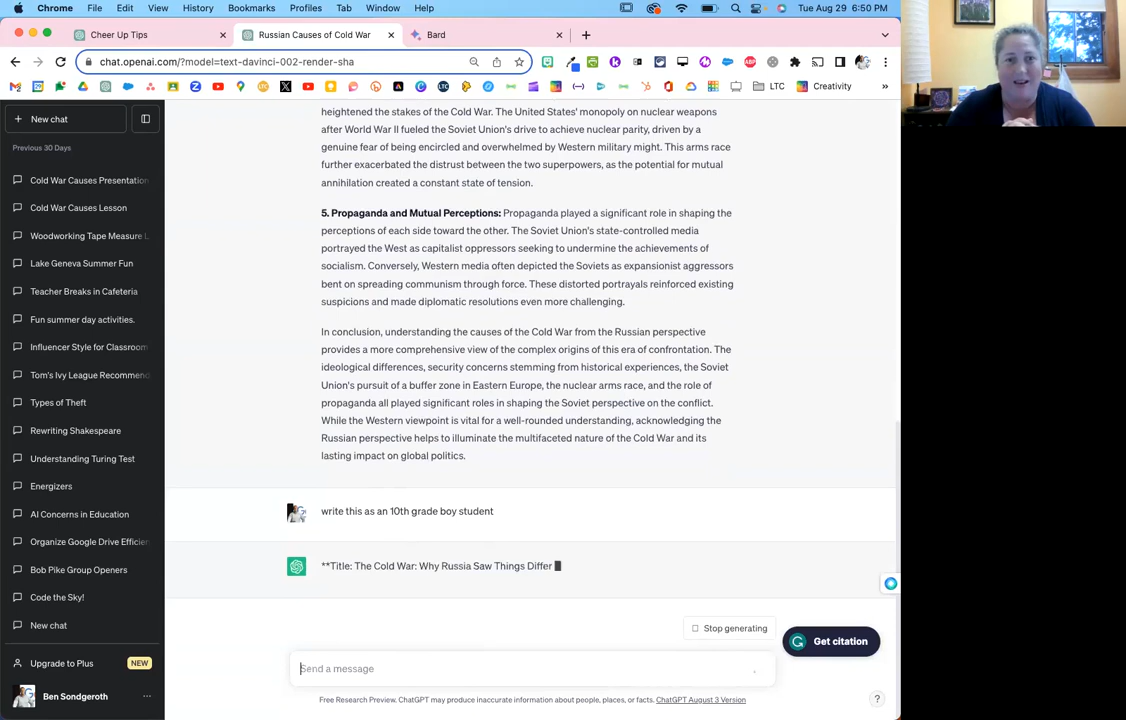 Chrome File Edit View History Bookmarks Profiles Tab Window Help
Tue Aug 29 6:50 PM
Cheer Up Tips
Russian Causes of Cold War
Bard
chat.openai.com/?model=text-davinci-002-render-sha
LTC
Creativity
New chat
Previous 30 Days
Cold War Causes Presentation
Cold War Causes Lesson
Woodworking Tape Measure
Lake Geneva Summer Fun
Teacher Breaks in Cafeteria
Fun summer day activities.
Influencer Style for Classroom
Tom's Ivy League Recommen
Types of Theft
Rewriting Shakespeare
Understanding Turing Test
Energizers
AI Concerns in Education
Organize Google Drive Efficien
Bob Pike Group Openers
Code the Sky!
New chat
Upgrade to Plus
NEW
Ben Sondgeroth
heightened the stakes of the Cold War. The United States' monopoly on nuclear weapons
after World War II fueled the Soviet Union's drive to achieve nuclear parity, driven by a
genuine fear of being encircled and overwhelmed by Western military might. This arms race
further exacerbated the distrust between the two superpowers, as the potential for mutual
annihilation created a constant state of tension.
5. Propaganda and Mutual Perceptions: Propaganda played a significant role in shaping the
perceptions of each side toward the other. The Soviet Union's state-controlled media
portrayed the West as capitalist oppressors seeking to undermine the achievements of
socialism. Conversely, Western media often depicted the Soviets as expansionist aggressors
bent on spreading communism through force. These distorted portrayals reinforced existing
suspicions and made diplomatic resolutions even more challenging.
In conclusion, understanding the causes of the Cold War from the Russian perspective
provides a more comprehensive view of the complex origins of this era of confrontation. The
ideological differences, security concerns stemming from historical experiences, the Soviet
Union's pursuit of a buffer zone in Eastern Europe, the nuclear arms race, and the role of
propaganda all played significant roles in shaping the Soviet perspective on the conflict.
While the Western viewpoint is vital for a well-rounded understanding, acknowledging the
Russian perspective helps to illuminate the multifaceted nature of the Cold War and its
lasting impact on global politics.
write this as an 10th grade boy student
**Title: The Cold War: Why Russia Saw Things Differ
Stop generating
Get citation
Send a message
Free Research Preview. ChatGPT may produce inaccurate information about people, places, or facts. ChatGPT August 3 Version
?